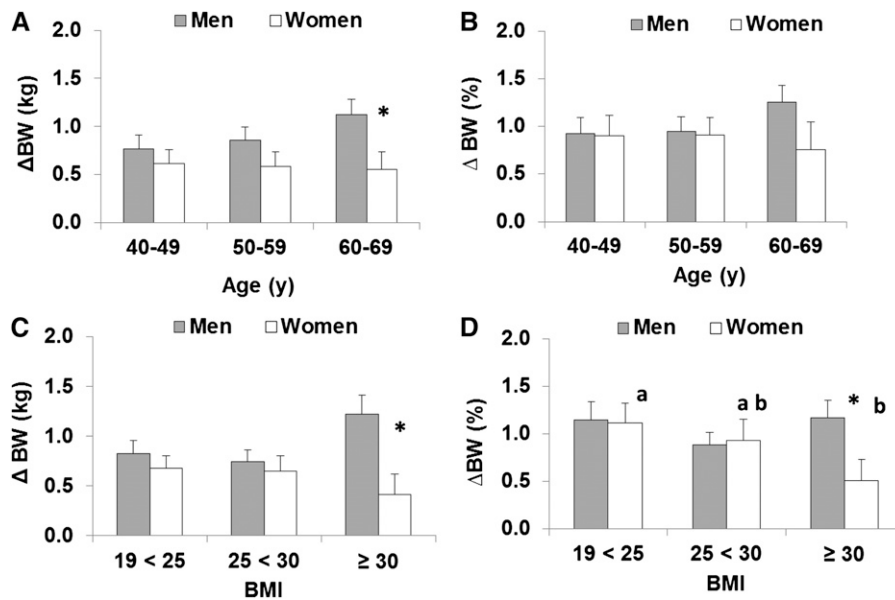 A
Men Women
2.0
1.5
1.0
0.5
0.0
ΔBW (kg)
*
40-49 50-59 60-69
Age (y)
B
Men Women
2.0
1.5
1.0
0.5
0.0
Δ BW (%)
40-49 50-59 60-69
Age (y)
C
Men Women
2.0
1.5
1.0
0.5
0.0
Δ BW (kg)
*
19 < 25 25 < 30 ≥ 30
BMI
D
Men Women
2.0
1.5
1.0
0.5
0.0
ΔBW (%)
a a b * b
19 < 25 25 < 30 ≥ 30
BMI